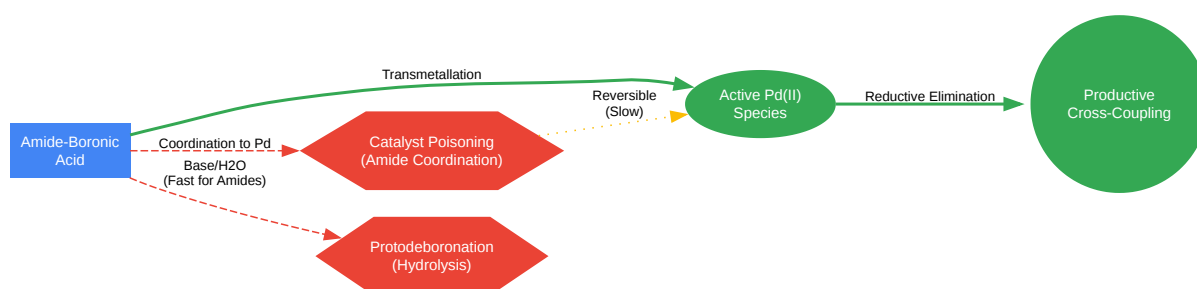 Amide-Boronic
Acid
Transmetallation
Coordination to Pd
Base/H2O
(Fast for Amides)
Catalyst Poisoning
(Amide Coordination)
Protodeboronation
(Hydrolysis)
Reversible
(Slow)
Active Pd(II)
Species
Reductive Elimination
Productive
Cross-Coupling